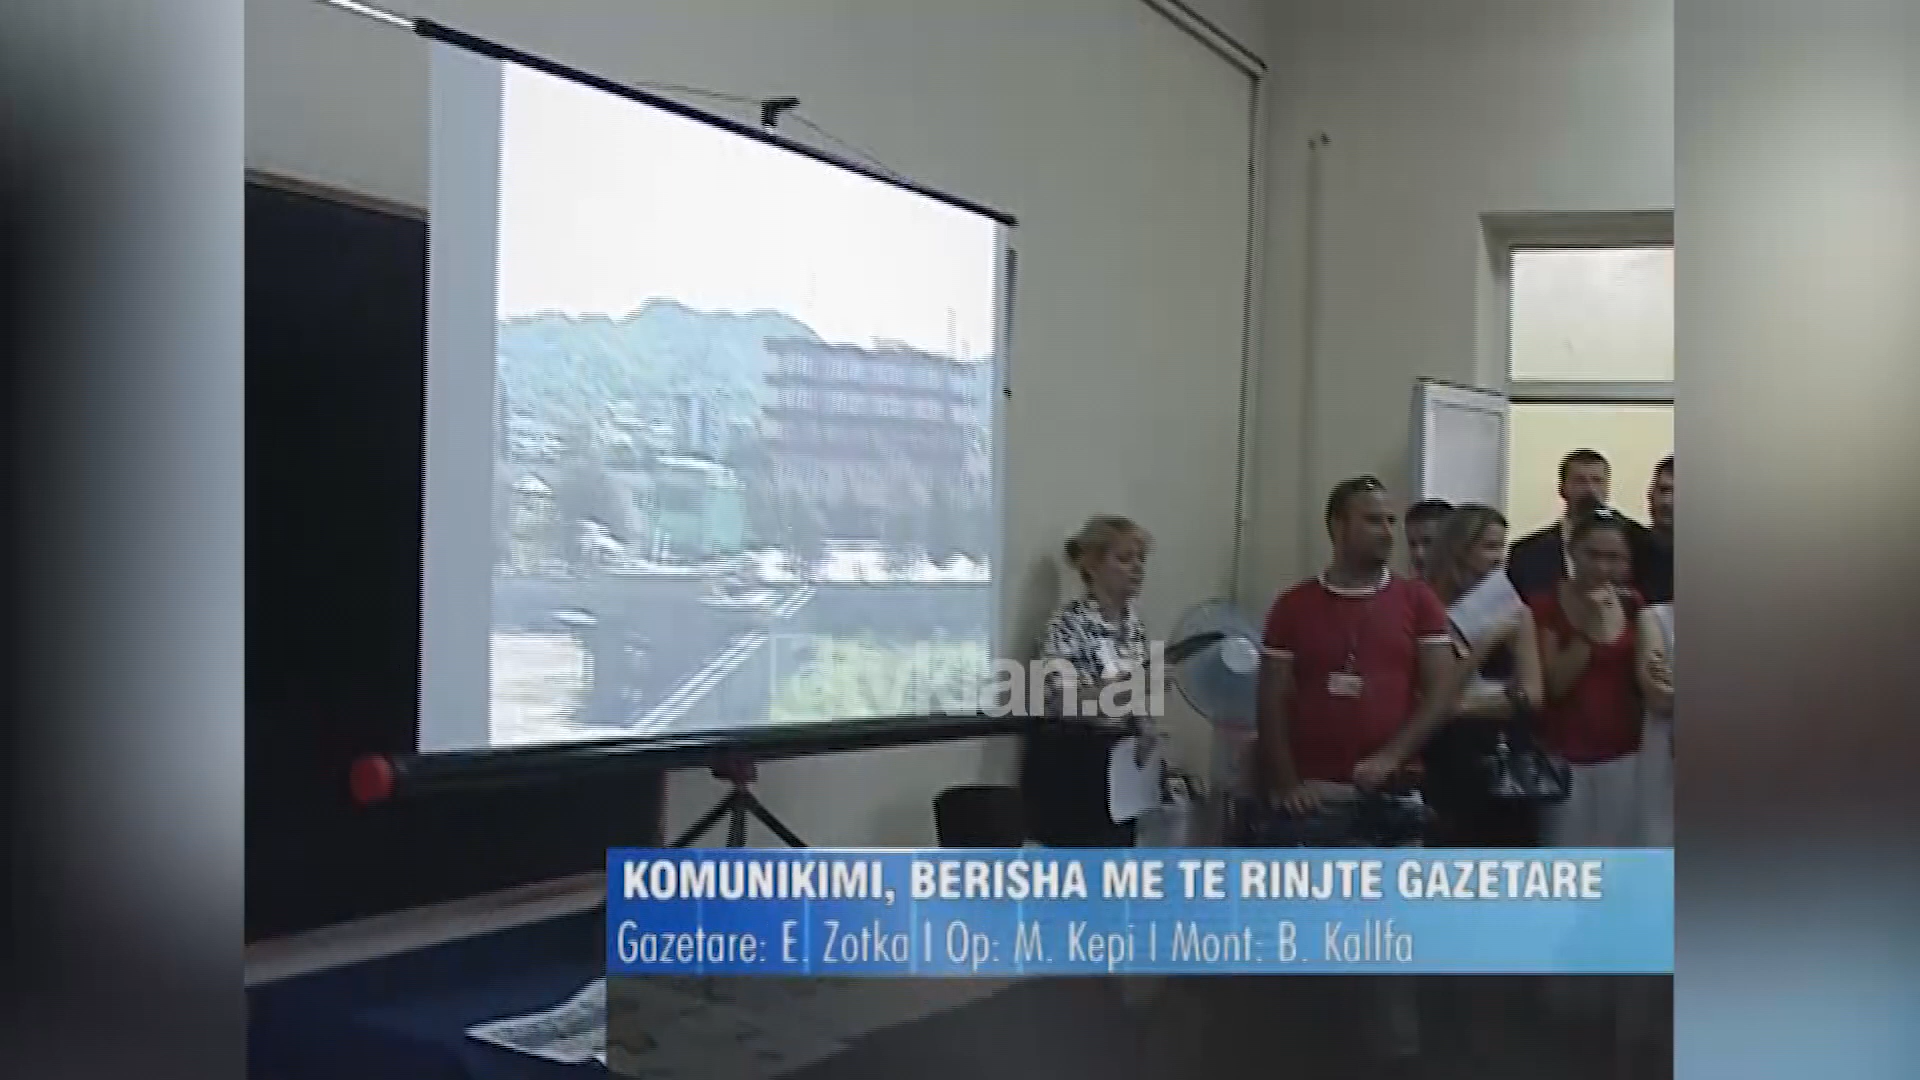 tvklan.al
KOMUNIKIMI, BERISHA ME TE RINJTE GAZETARE
Gazetare: E. Zotka I Op: M. Kepi I Mont: B. Kallfa